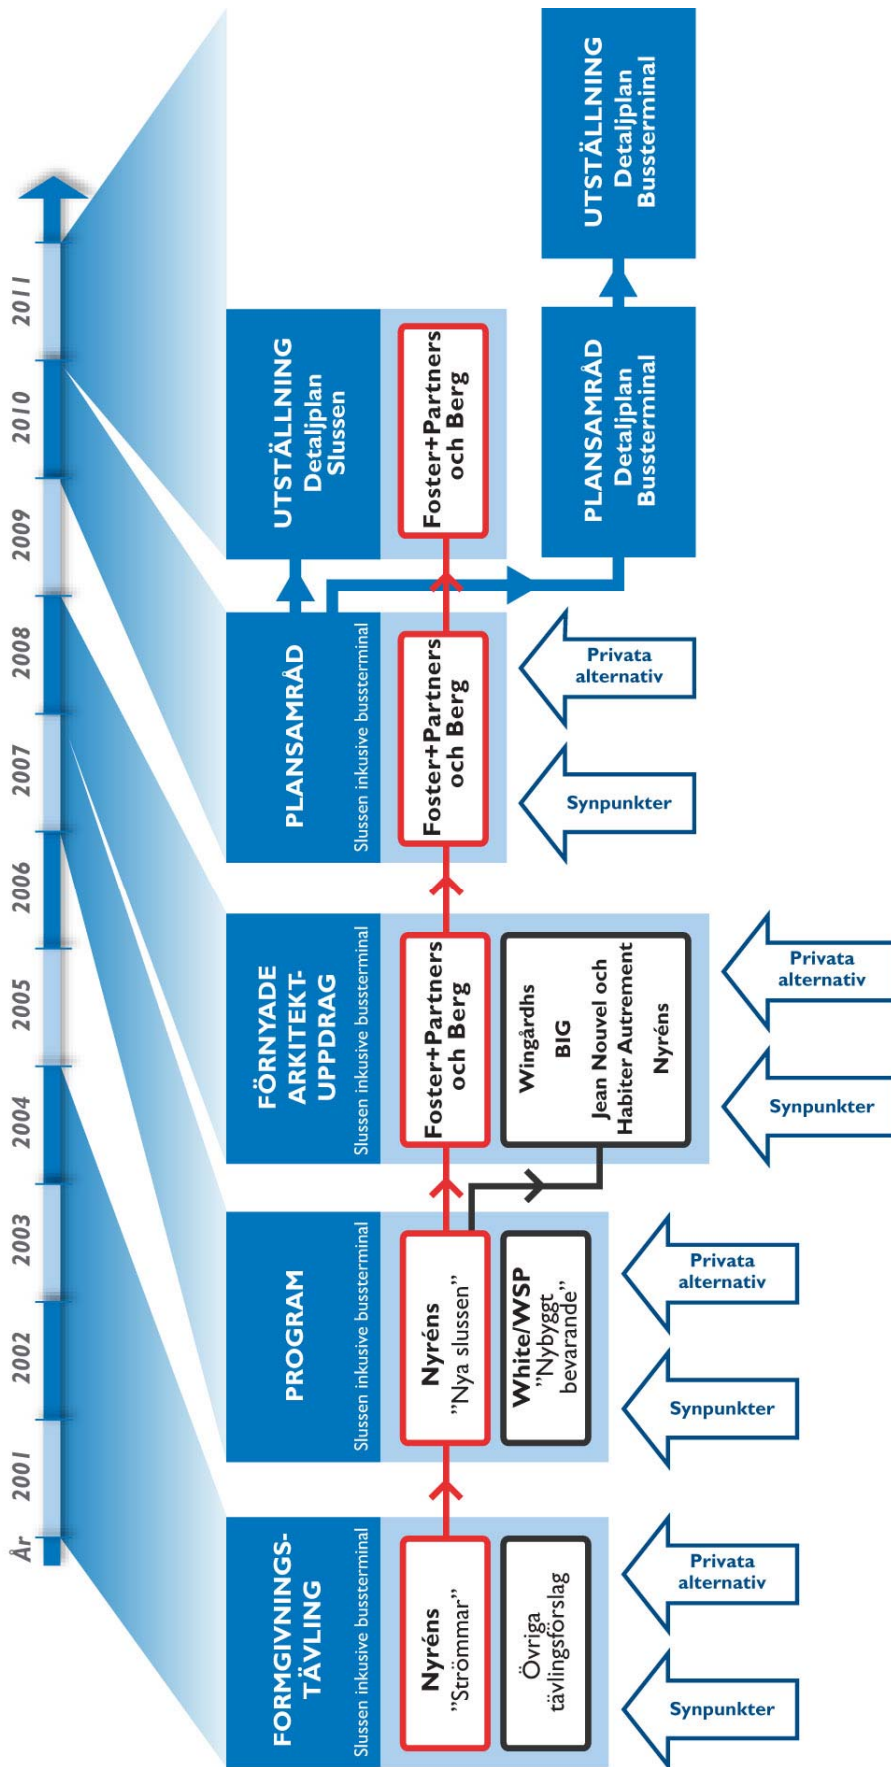 År
2001
2002
2003
2004
2005
2006
2007
2008
2009
2010
2011
FORMGIVNINGS-
TÄVLING
Slussen inklusive bussterminal
Nyréns
”Strömmar”
Övriga
tävlingsförslag
Synpunkter
Privata
alternativ
PROGRAM
Slussen inkusive bussterminal
Nyréns
”Nya slussen”
White/WSP
”Nybyggt
bevarande”
Synpunkter
Privata
alternativ
FÖRNYADE
ARKITEKT-
UPPDRAG
Slussen inkusive bussterminal
Foster+Partners
och Berg
Wingårdhs
BIG
Jean Nouvel och
Habiter Autrement
Nyréns
Synpunkter
Privata
alternativ
PLANSAMRÅD
Slussen inkusive bussterminal
Foster+Partners
och Berg
Synpunkter
Privata
alternativ
UTSTÄLLNING
Detaljplan
Slussen
Foster+Partners
och Berg
PLANSAMRÅD
Detaljplan
Bussterminal
UTSTÄLLNING
Detaljplan
Bussterminal